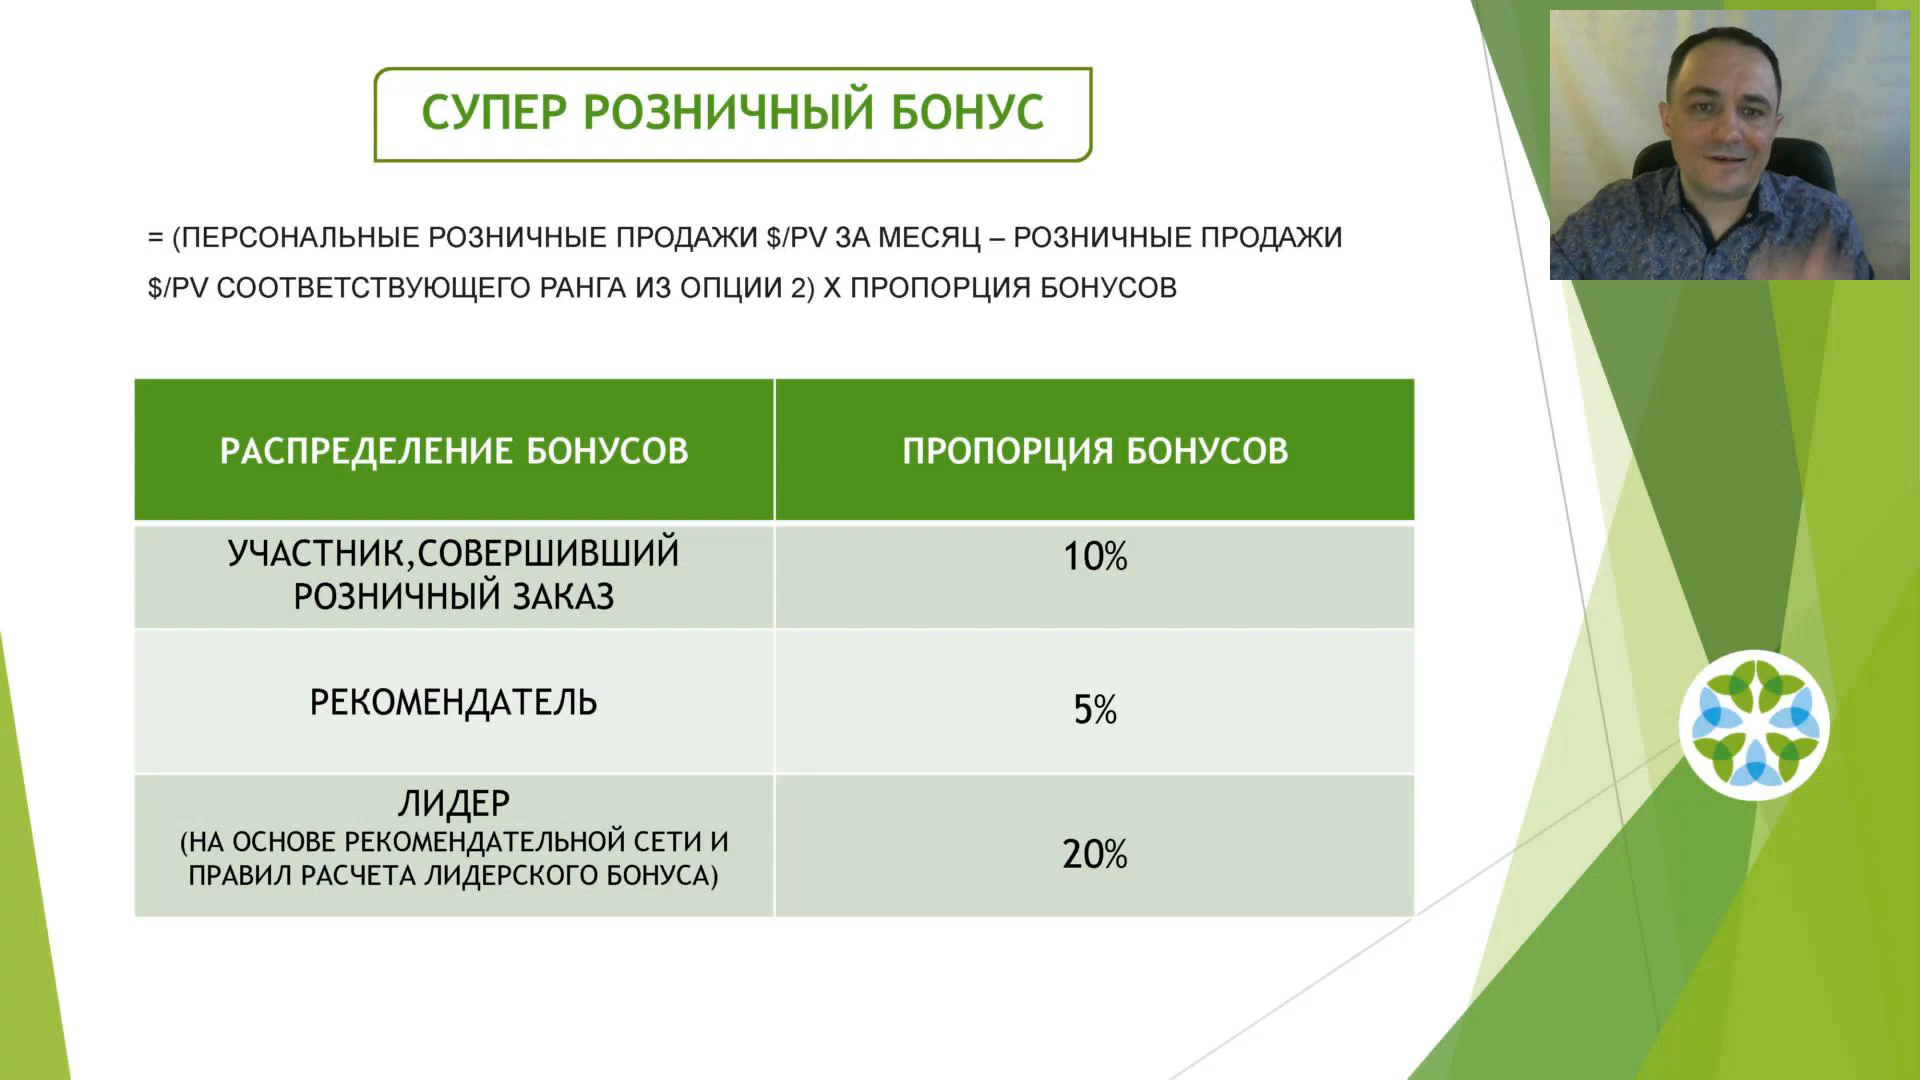 СУПЕР РОЗНИЧНЫЙ БОНУС
= (ПЕРСОНАЛЬНЫЕ РОЗНИЧНЫЕ ПРОДАЖИ $/PV ЗА МЕСЯЦ – РОЗНИЧНЫЕ ПРОДАЖИ
$/PV СООТВЕТСТВУЮЩЕГО РАНГА ИЗ ОПЦИИ 2) X ПРОПОРЦИЯ БОНУСОВ
РАСПРЕДЕЛЕНИЕ БОНУСОВ
ПРОПОРЦИЯ БОНУСОВ
УЧАСТНИК,СОВЕРШИВШИЙ
РОЗНИЧНЫЙ ЗАКАЗ
10%
РЕКОМЕНДАТЕЛЬ
5%
ЛИДЕР
(НА ОСНОВЕ РЕКОМЕНДАТЕЛЬНОЙ СЕТИ И
ПРАВИЛ РАСЧЕТА ЛИДЕРСКОГО БОНУСА)
20%